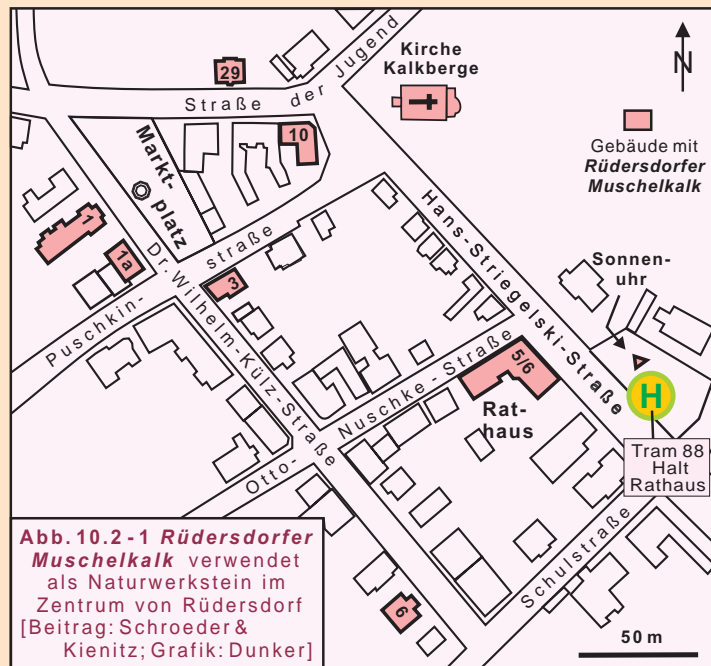 29
Straße der Jugend
Kirche
Kalkberge
N
Gebäude mit
Rüdersdorfer
Muschelkalk
10
Markt-
platz
1
1a
3
Puschkin-
straße
Dr. Wilhelm-Külz-Straße
Hans-Striegelski-Straße
Sonnen-
uhr
Otto-
Nuschke-Straße
5/6
Rat-
haus
H
Tram 88
Halt
Rathaus
Schulstraße
6
Abb.10.2-1 Rüdersdorfer
Muschelkalk verwendet
als Naturwerkstein im
Zentrum von Rüdersdorf
[Beitrag: Schroeder &
Kienitz; Grafik: Dunker]
50 m